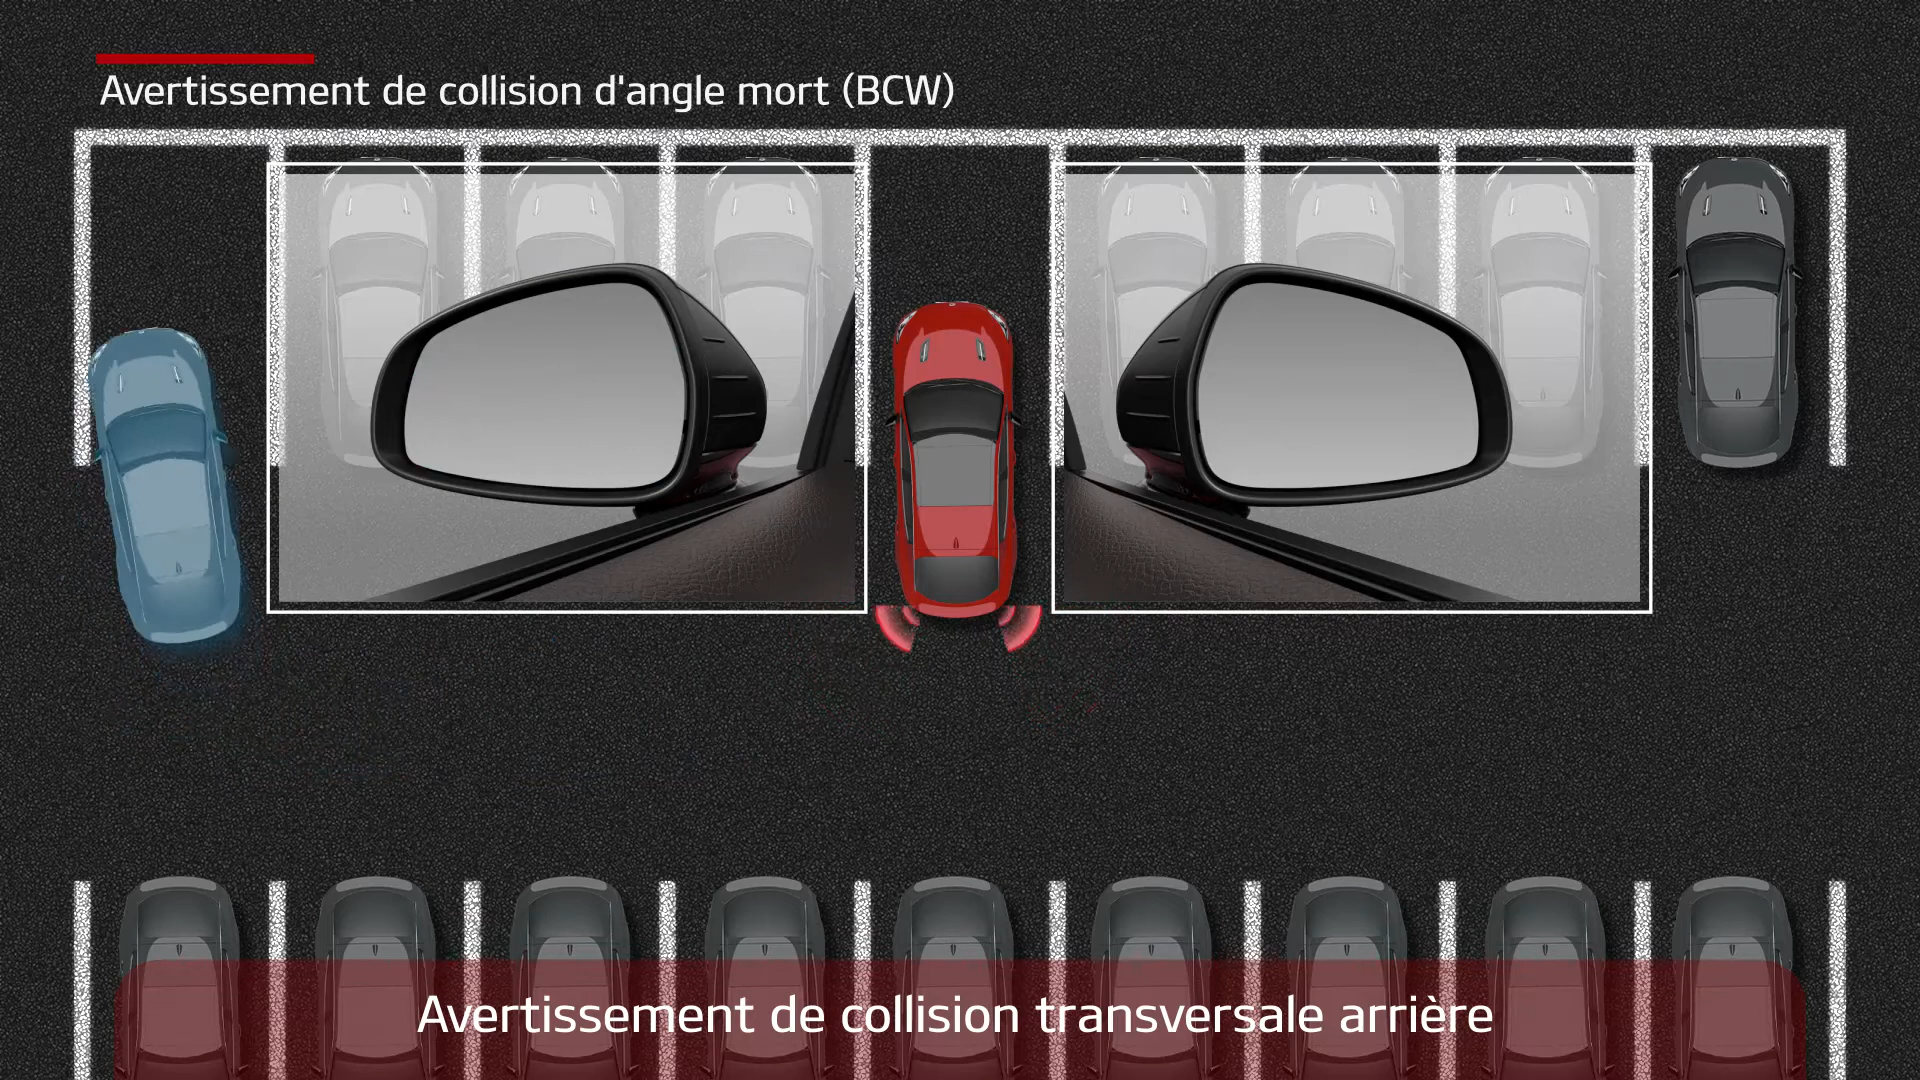 Avertissement de collision d'angle mort (BCW)
Avertissement de collision transversale arrière